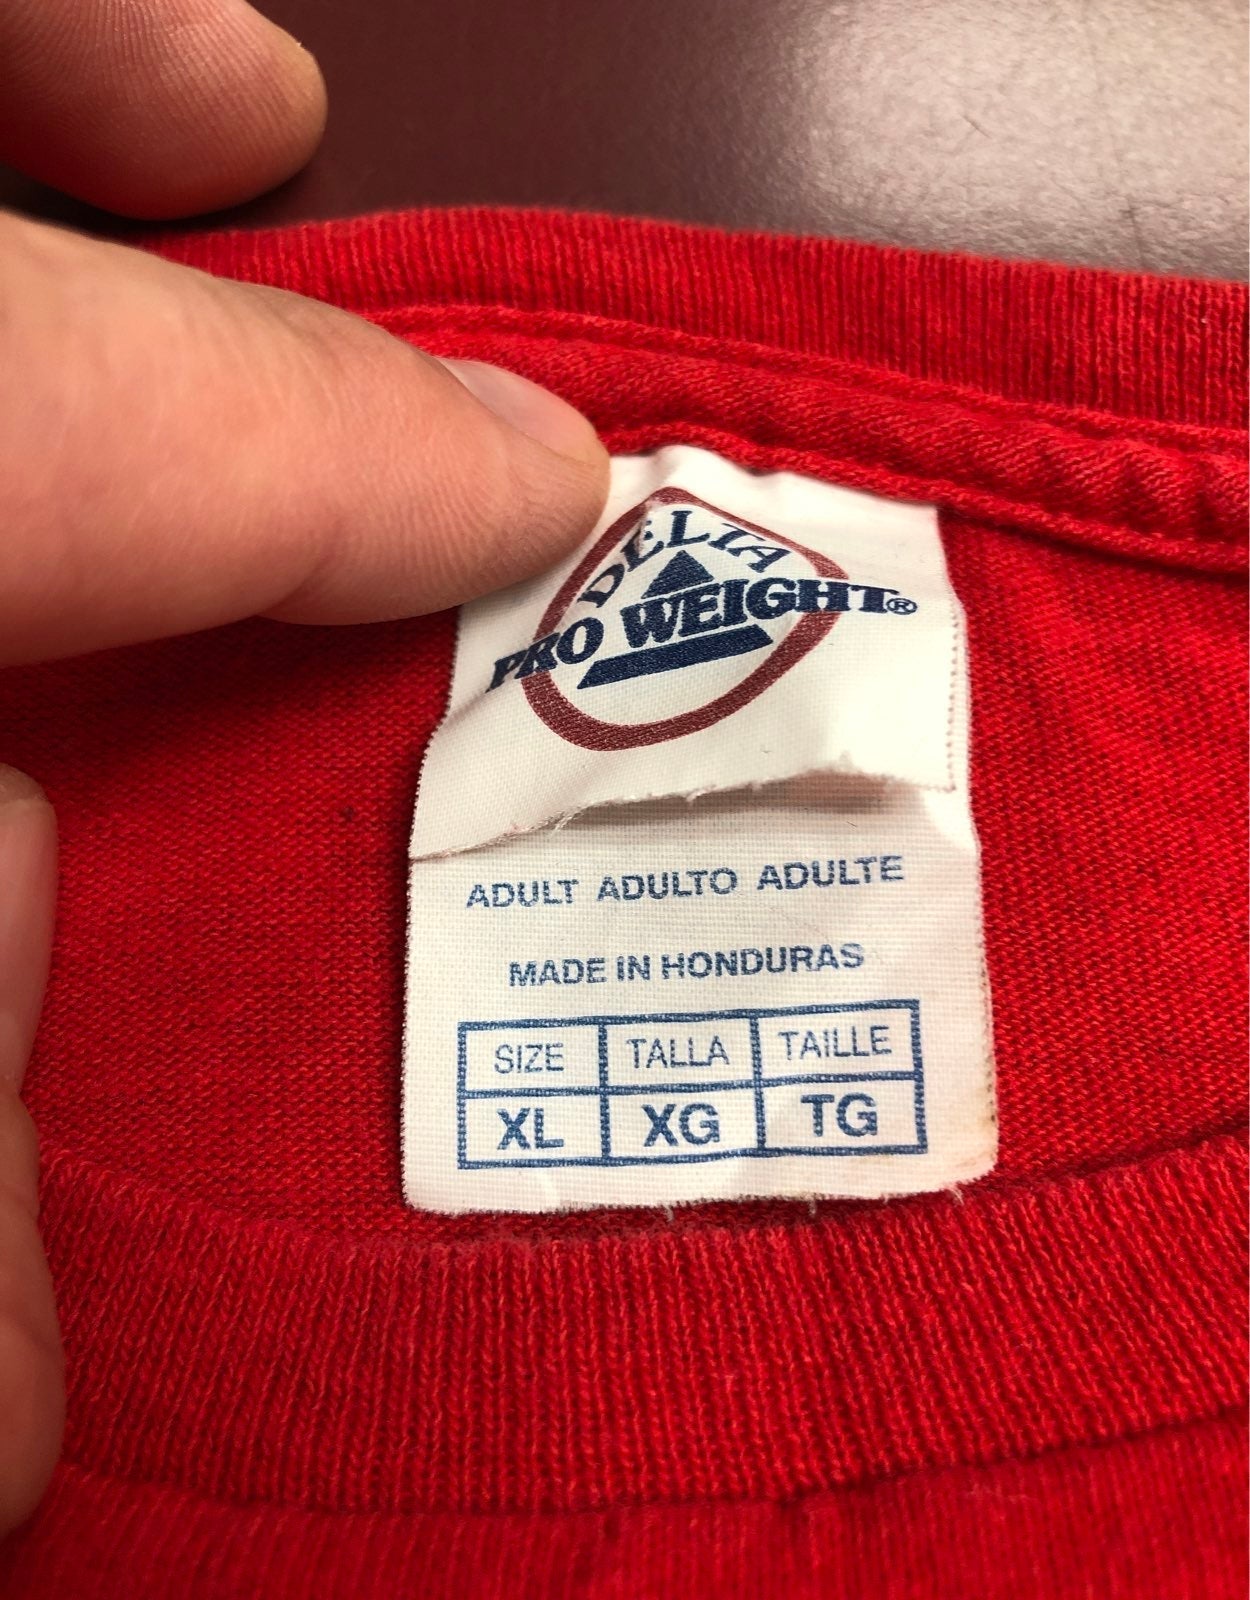 DELTA
PRO WEIGHT®
ADULT ADULTO ADULTE
MADE IN HONDURAS
SIZE TALLA TAILLE
XL XG TG